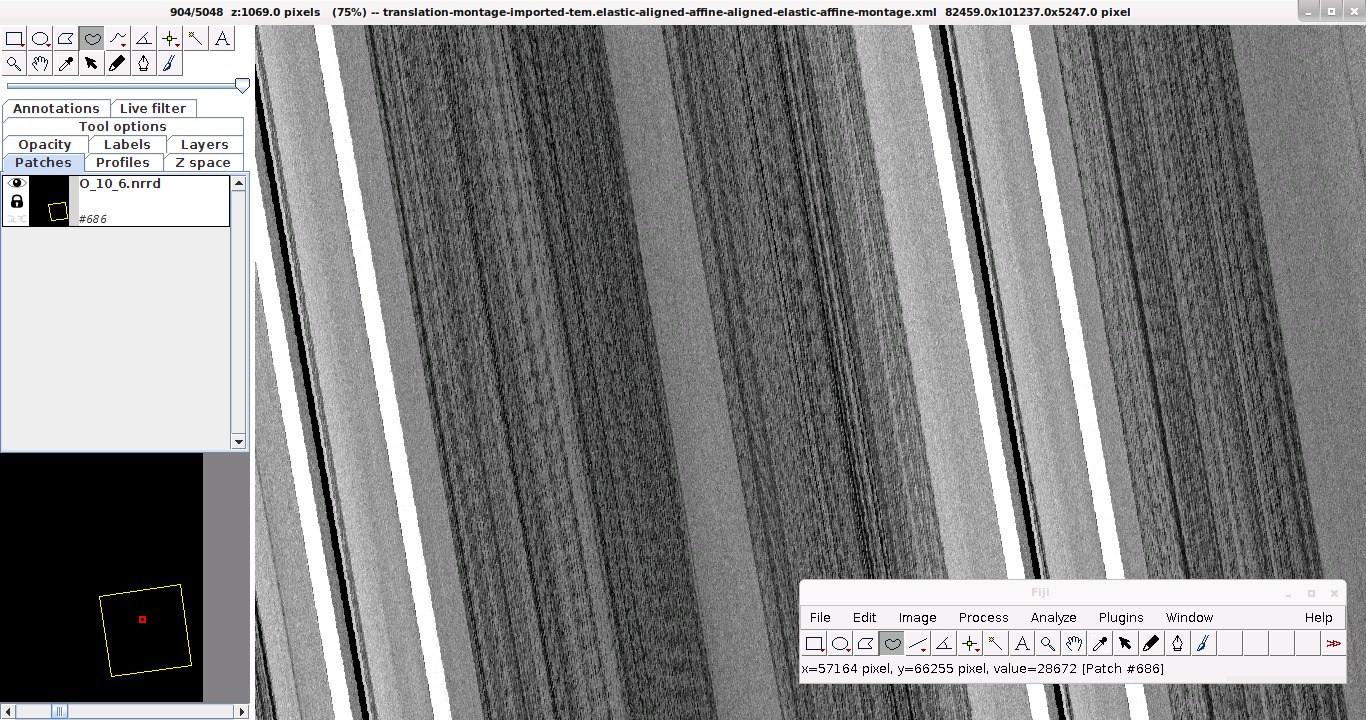 904/5048 z:1069.0 pixels (75%) -- translation-montage-imported-tem.elastic-aligned-affine-aligned-elastic-affine-montage.xml 82459.0x101237.0x5247.0 pixel
A
Annotations Live filter
Tool options
Opacity Labels Layers
Patches Profiles Z space
O_10_6.nrrd
#686
Fiji
File Edit Image Process Analyze Plugins Window Help
A
x=57164 pixel, y=66255 pixel, value=28672 [Patch #686]